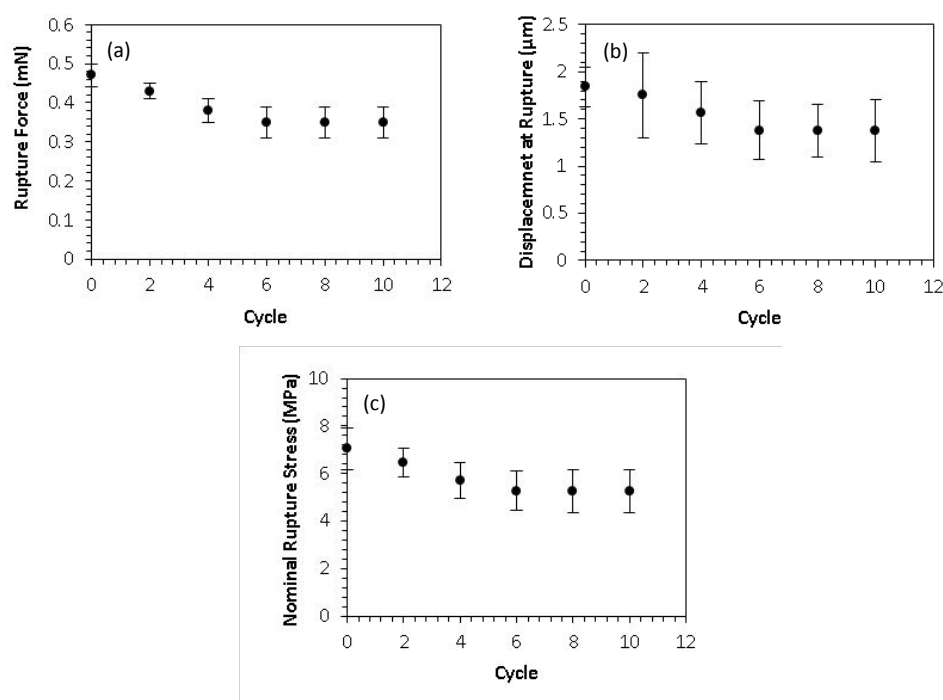 (a)
Rupture Force (mN)
0.6
0.5
0.4
0.3
0.2
0.1
0
0 2 4 6 8 10 12
Cycle
(b)
Displacemnet at Rupture (µm)
2.5
2
1.5
1
0.5
0
0 2 4 6 8 10 12
Cycle
(c)
Nominal Rupture Stress (MPa)
10
8
6
4
2
0
0 2 4 6 8 10 12
Cycle